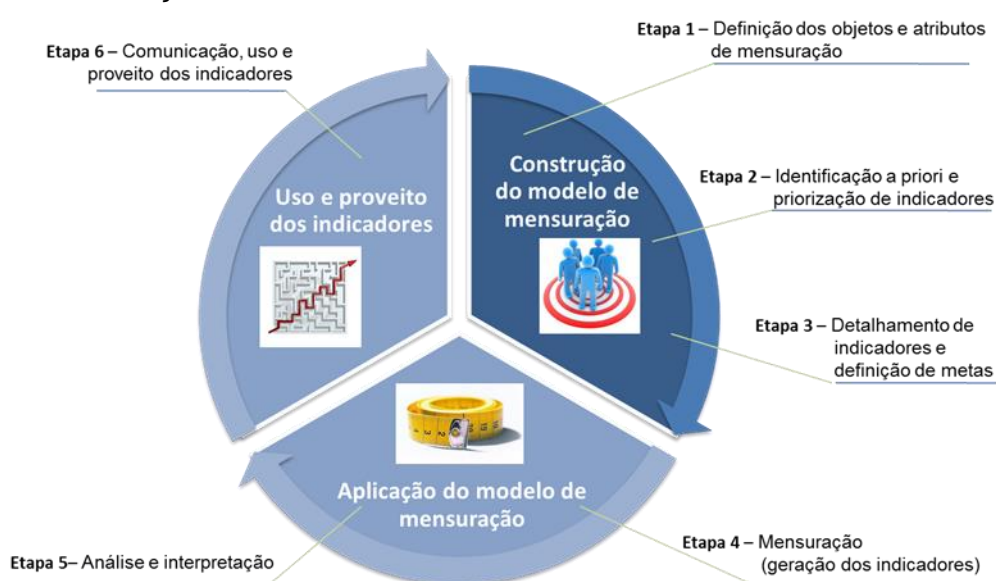 Etapa 1 – Definição dos objetos e atributos
de mensuração
Etapa 6 – Comunicação, uso e
proveito dos indicadores
Construção
do modelo de
mensuração
Etapa 2 – Identificação a priori e
priorização de indicadores
Uso e proveito
dos indicadores
Etapa 3 – Detalhamento de
indicadores e
definição de metas
Aplicação do modelo de
mensuração
Etapa 4 – Mensuração
(geração dos indicadores)
Etapa 5– Análise e interpretação